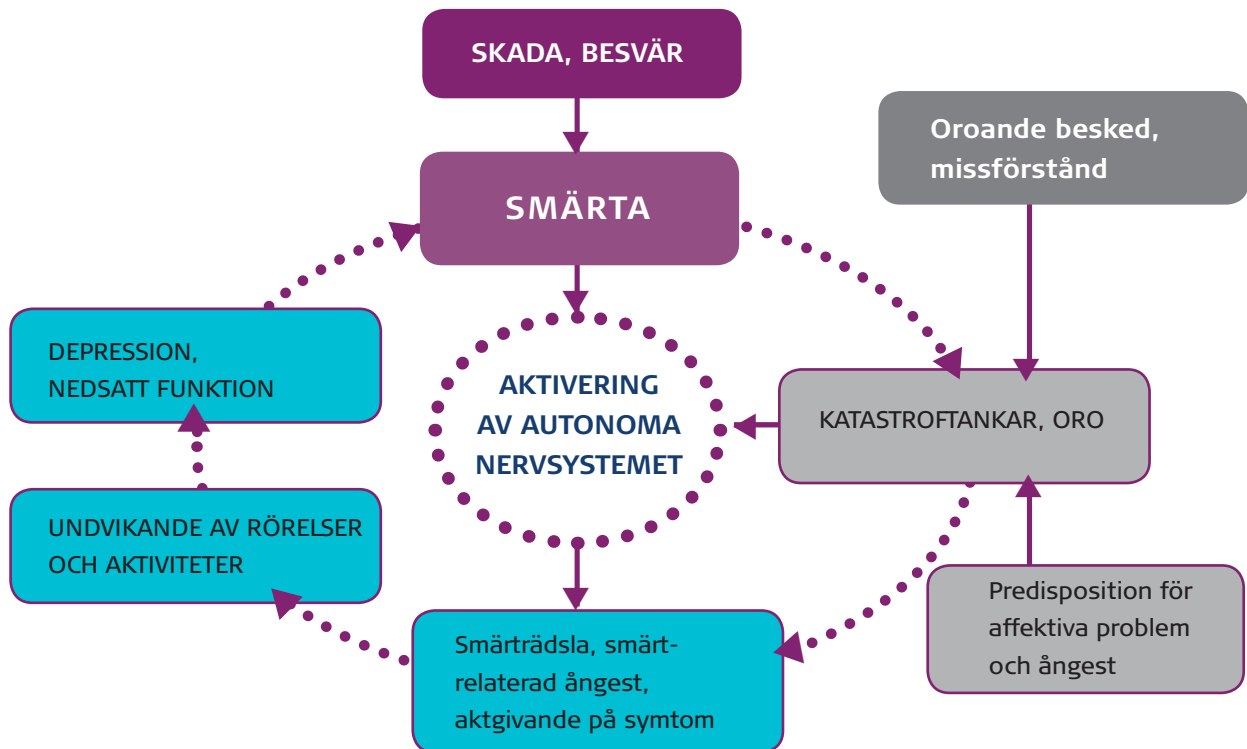 SKADA, BESVÄR
Oroande besked,
missförstånd
SMÄRTA
DEPRESSION,
NEDSATT FUNKTION
AKTIVERING
AV AUTONOMA
NERVSYSTEMET
KATASTROFTANKAR, ORO
UNDVIKANDE AV RÖRELSER
OCH AKTIVITETER
Predisposition för
affektiva problem
och ångest
Smärträdsla, smärt-
relaterad ångest,
aktgivande på symtom